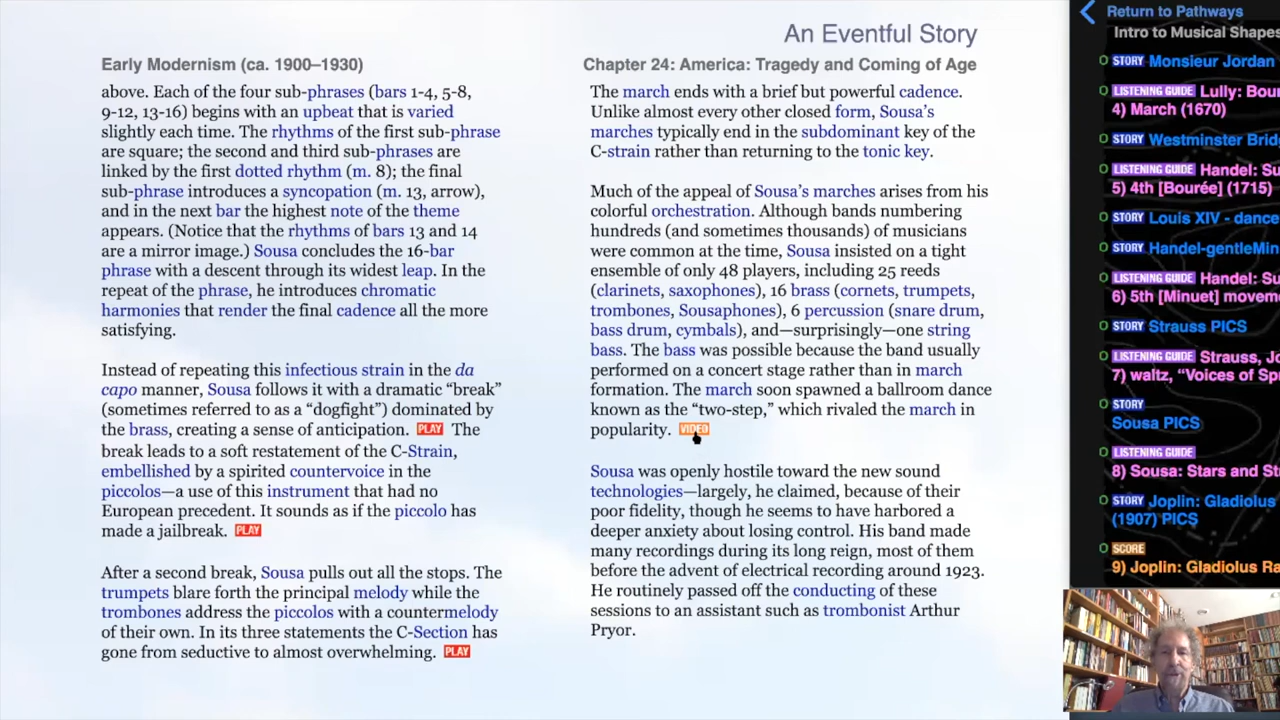 An Eventful Story
Early Modernism (ca. 1900–1930)
Chapter 24: America: Tragedy and Coming of Age
above. Each of the four sub-phrases (bars 1-4, 5-8,
9-12, 13-16) begins with an upbeat that is varied
slightly each time. The rhythms of the first sub-phrase
are square; the second and third sub-phrases are
linked by the first dotted rhythm (m. 8); the final
sub-phrase introduces a syncopation (m. 13, arrow),
and in the next bar the highest note of the theme
appears. (Notice that the rhythms of bars 13 and 14
are a mirror image.) Sousa concludes the 16-bar
phrase with a descent through its widest leap. In the
repeat of the phrase, he introduces chromatic
harmonies that render the final cadence all the more
satisfying.
Instead of repeating this infectious strain in the da
capo manner, Sousa follows it with a dramatic “break”
(sometimes referred to as a “dogfight”) dominated by
the brass, creating a sense of anticipation. PLAY The
break leads to a soft restatement of the C-Strain,
embellished by a spirited countervoice in the
piccolos—a use of this instrument that had no
European precedent. It sounds as if the piccolo has
made a jailbreak. PLAY
After a second break, Sousa pulls out all the stops. The
trumpets blare forth the principal melody while the
trombones address the piccolos with a countermelody
of their own. In its three statements the C-Section has
gone from seductive to almost overwhelming. PLAY
The march ends with a brief but powerful cadence.
Unlike almost every other closed form, Sousa’s
marches typically end in the subdominant key of the
C-strain rather than returning to the tonic key.
Much of the appeal of Sousa’s marches arises from his
colorful orchestration. Although bands numbering
hundreds (and sometimes thousands) of musicians
were common at the time, Sousa insisted on a tight
ensemble of only 48 players, including 25 reeds
(clarinets, saxophones), 16 brass (cornets, trumpets,
trombones, Sousaphones), 6 percussion (snare drum,
bass drum, cymbals), and—surprisingly—one string
bass. The bass was possible because the band usually
performed on a concert stage rather than in march
formation. The march soon spawned a ballroom dance
known as the “two-step,” which rivaled the march in
popularity. VIDEO
Sousa was openly hostile toward the new sound
technologies—largely, he claimed, because of their
poor fidelity, though he seems to have harbored a
deeper anxiety about losing control. His band made
many recordings during its long reign, most of them
before the advent of electrical recording around 1923.
He routinely passed off the conducting of these
sessions to an assistant such as trombonist Arthur
Pryor.
Return to Pathways
Intro to Musical Shapes
STORY Monsieur Jordan
LISTENING GUIDE Lully: Bour
4) March (1670)
STORY Westminster Bridg
LISTENING GUIDE Handel: Su
5) 4th [Bourée] (1715)
STORY Louis XIV - dance
STORY Handel-gentleMin
LISTENING GUIDE Handel: Su
6) 5th [Minuet] movem
STORY Strauss PICS
LISTENING GUIDE Strauss, Jo
7) waltz, “Voices of Sp
STORY
Sousa PICS
LISTENING GUIDE
8) Sousa: Stars and St
STORY Joplin: Gladiolus
(1907) PICS
SCORE
9) Joplin: Gladiolus Ra